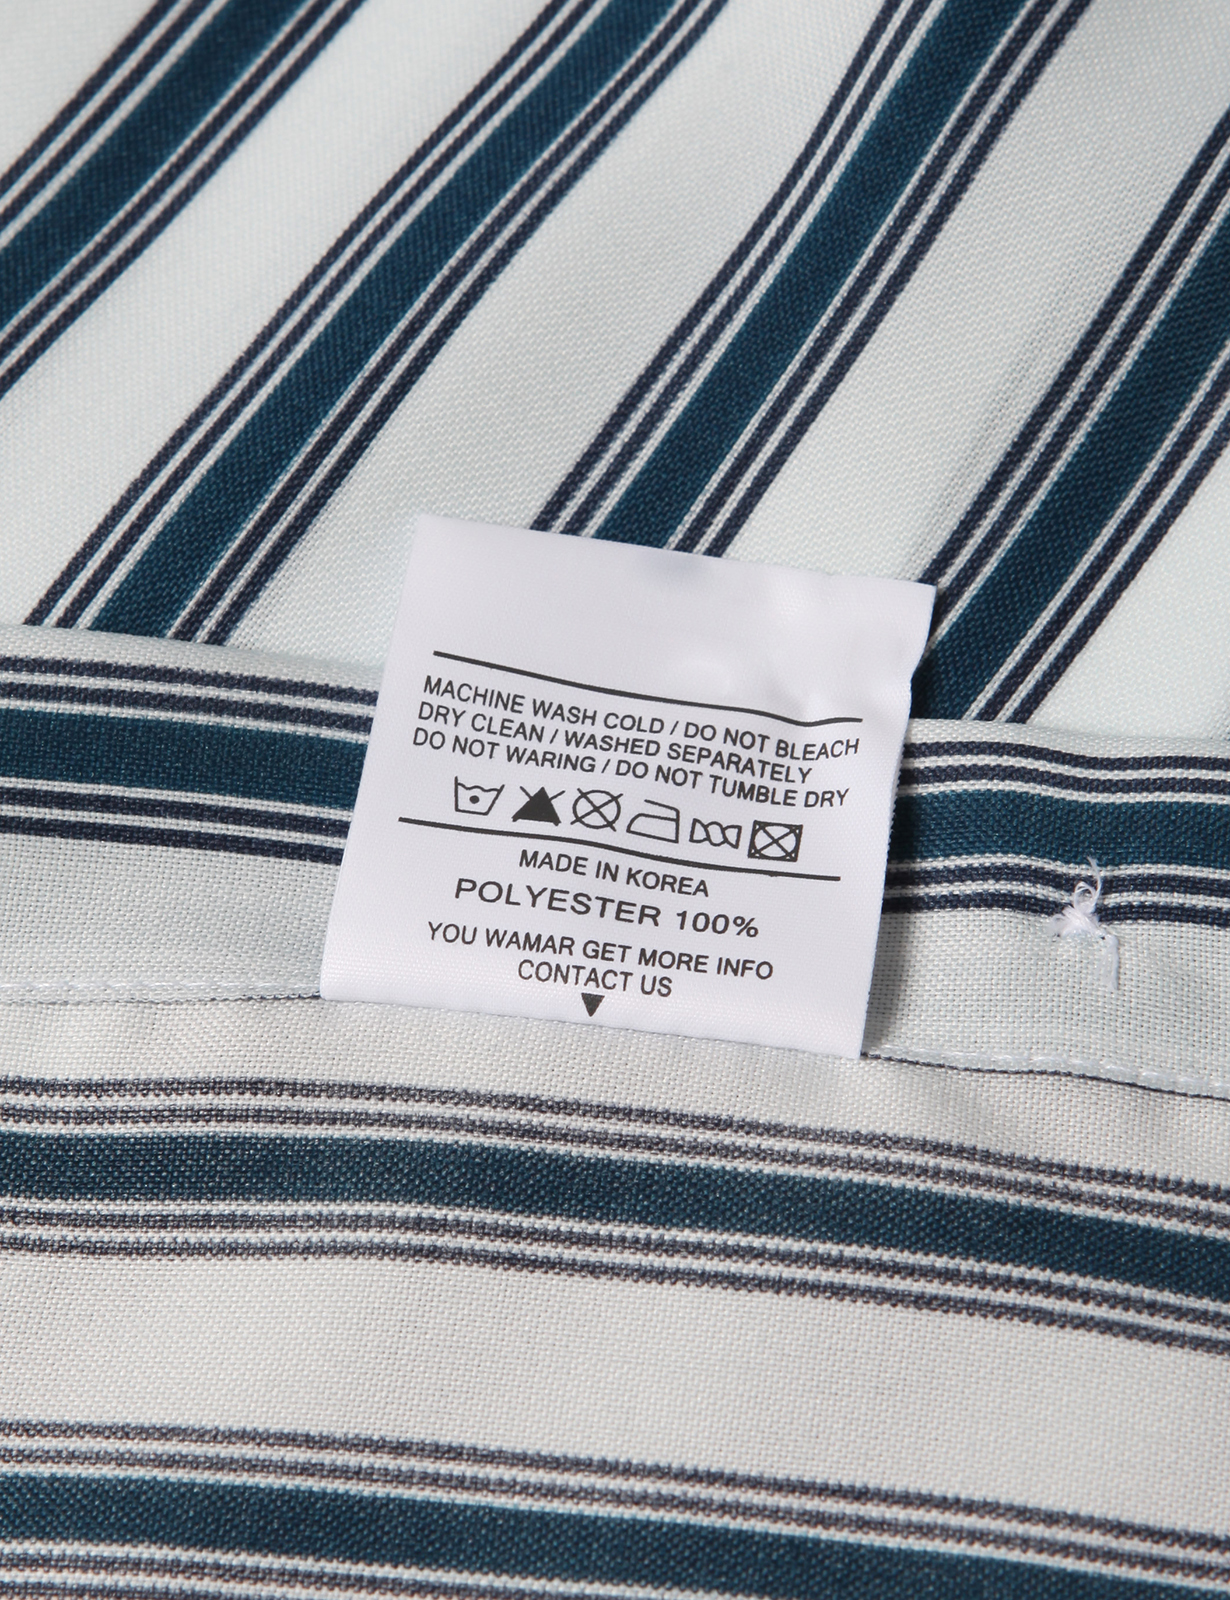 MACHINE WASH COLD / DO NOT BLEACH
DRY CLEAN / WASHED SEPARATELY
DO NOT WARING / DO NOT TUMBLE DRY
MADE IN KOREA
POLYESTER 100%
YOU WAMAR GET MORE INFO
CONTACT US